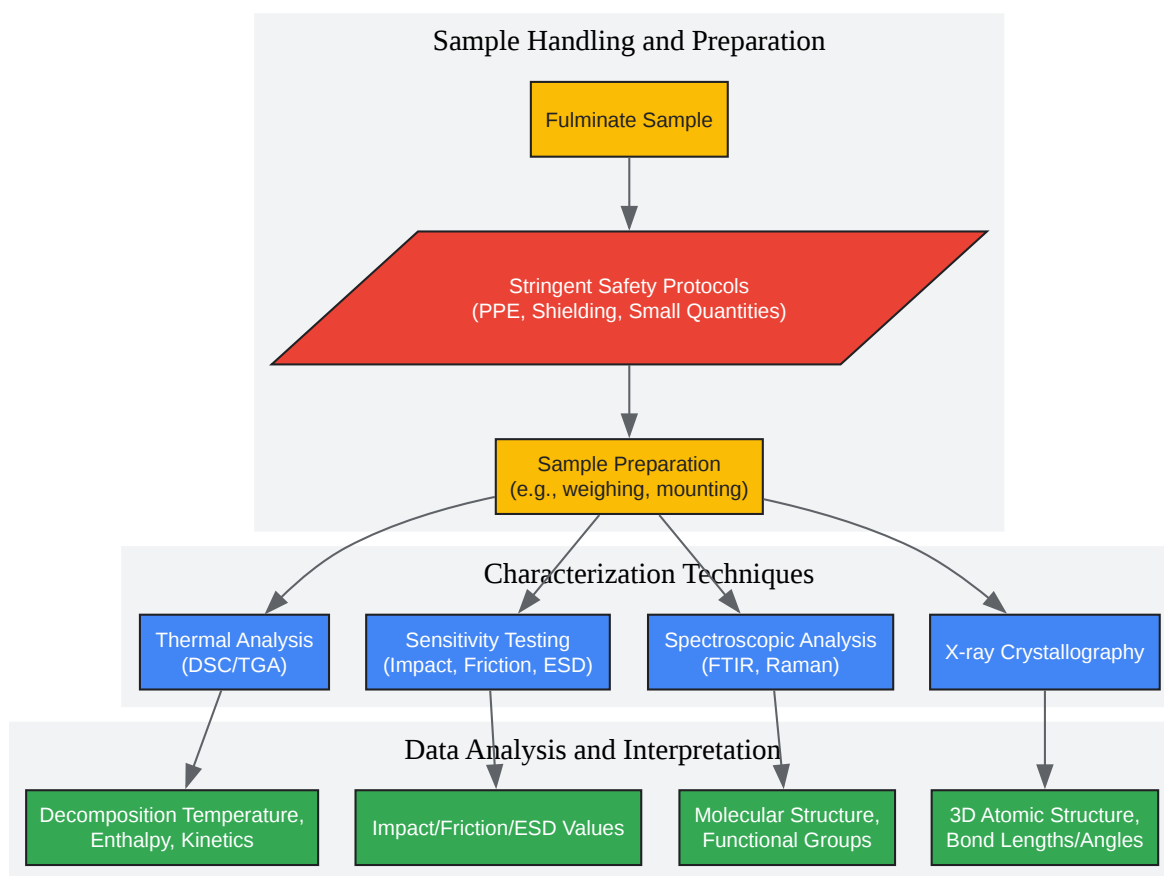 Sample Handling and Preparation
Fulminate Sample
Stringent Safety Protocols
(PPE, Shielding, Small Quantities)
Sample Preparation
(e.g., weighing, mounting)
Characterization Techniques
Thermal Analysis
(DSC/TGA)
Sensitivity Testing
(Impact, Friction, ESD)
Spectroscopic Analysis
(FTIR, Raman)
X-ray Crystallography
Data Analysis and Interpretation
Decomposition Temperature,
Enthalpy, Kinetics
Impact/Friction/ESD Values
Molecular Structure,
Functional Groups
3D Atomic Structure,
Bond Lengths/Angles